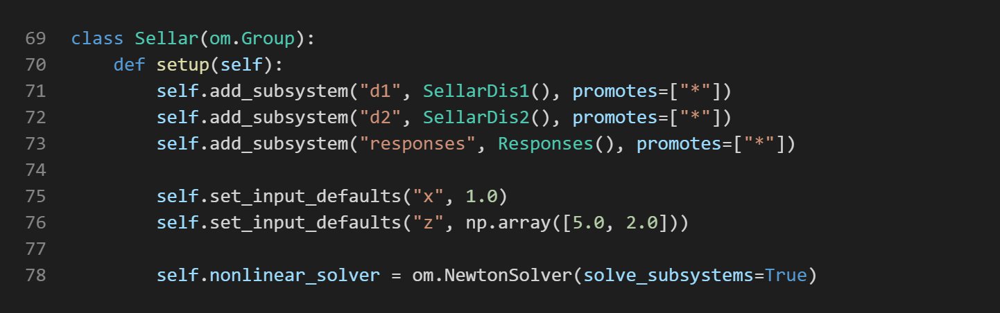 69 class Sellar(om.Group):
70     def setup(self):
71         self.add_subsystem("d1", SellarDis1(), promotes=["*"])
72         self.add_subsystem("d2", SellarDis2(), promotes=["*"])
73         self.add_subsystem("responses", Responses(), promotes=["*"])
74
75         self.set_input_defaults("x", 1.0)
76         self.set_input_defaults("z", np.array([5.0, 2.0]))
77
78         self.nonlinear_solver = om.NewtonSolver(solve_subsystems=True)